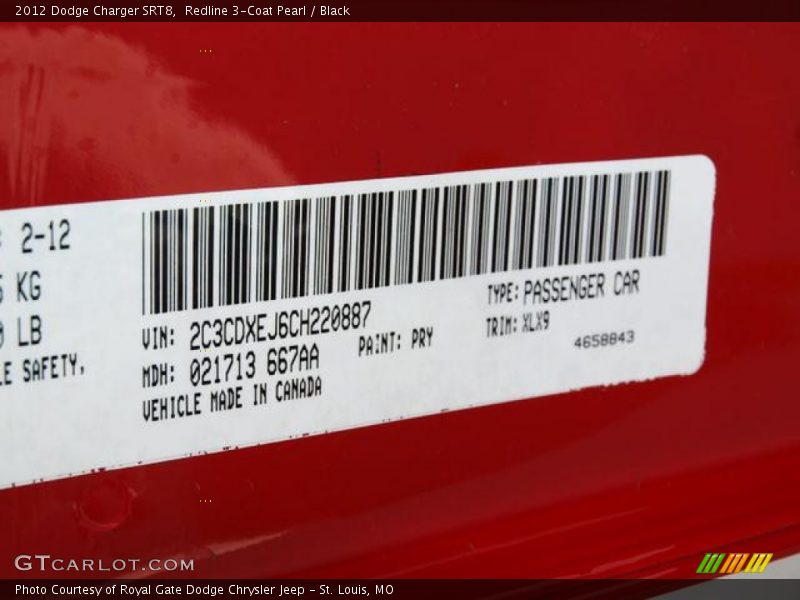 2012 Dodge Charger SRT8,  Redline 3-Coat Pearl / Black
2-12
KG
LB
LE SAFETY,
VIN: 2C3CDXEJ6CH220887
MDH: 021713 667AA
PAINT: PRY
VEHICLE MADE IN CANADA
TYPE: PASSENGER CAR
TRIM: XLX9
4658843
GTCARLOT.COM
Photo Courtesy of Royal Gate Dodge Chrysler Jeep - St. Louis, MO